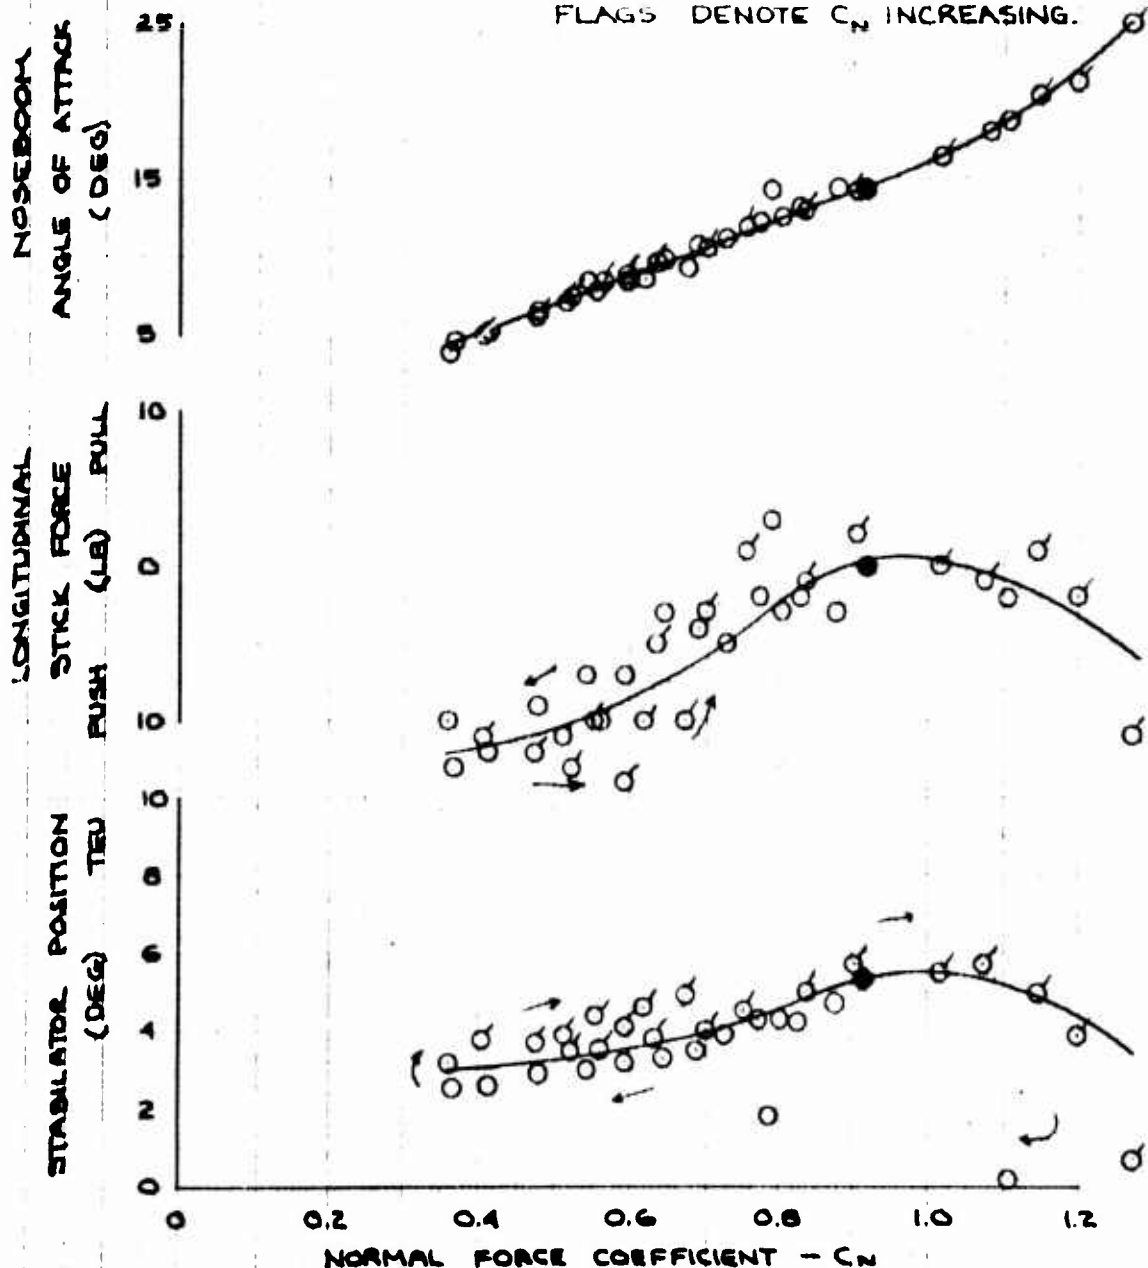 FLAGS DENOTE CN INCREASING.
NOSEBOOM
ANGLE OF ATTACK
(DEG)
25
15
5
LONGITUDINAL
STICK FORCE
PUSH (LB) PULL
10
0
10
STABILATOR POSITION
(DEG) TEU
10
8
6
4
2
0
0 0.2 0.4 0.6 0.8 1.0 1.2
NORMAL FORCE COEFFICIENT - CN